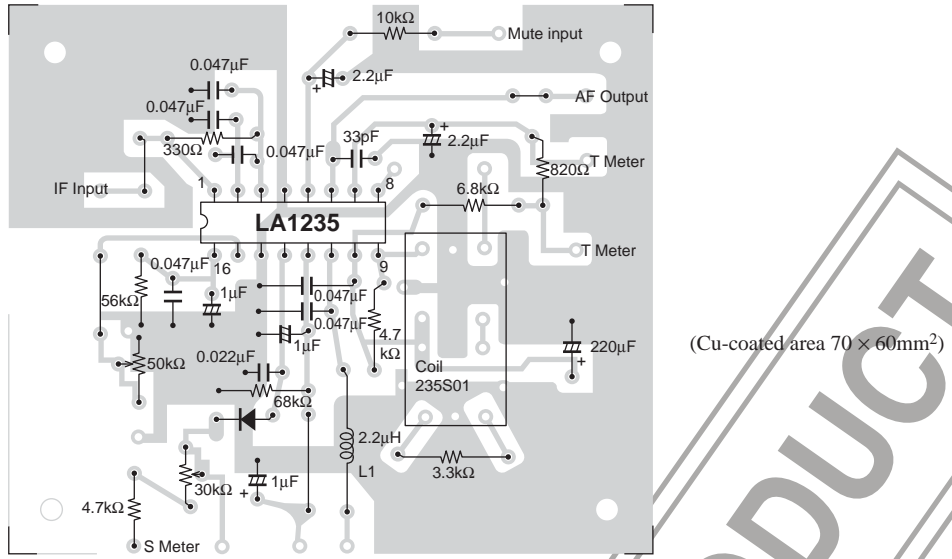 10kΩ
Mute input
0.047μF
2.2μF
+
0.047μF
AF Output
+
33pF
2.2μF
330Ω
0.047μF
820Ω
T Meter
IF Input
1
8
6.8kΩ
LA1235
T Meter
16
9
0.047μF
56kΩ
1μF
0.047μF
0.047μF
4.7
kΩ
1μF
220μF
+
(Cu-coated area 70 × 60mm²)
50kΩ
0.022μF
Coil
235S01
68kΩ
2.2μH
L1
30kΩ
1μF
+
3.3kΩ
4.7kΩ
S Meter